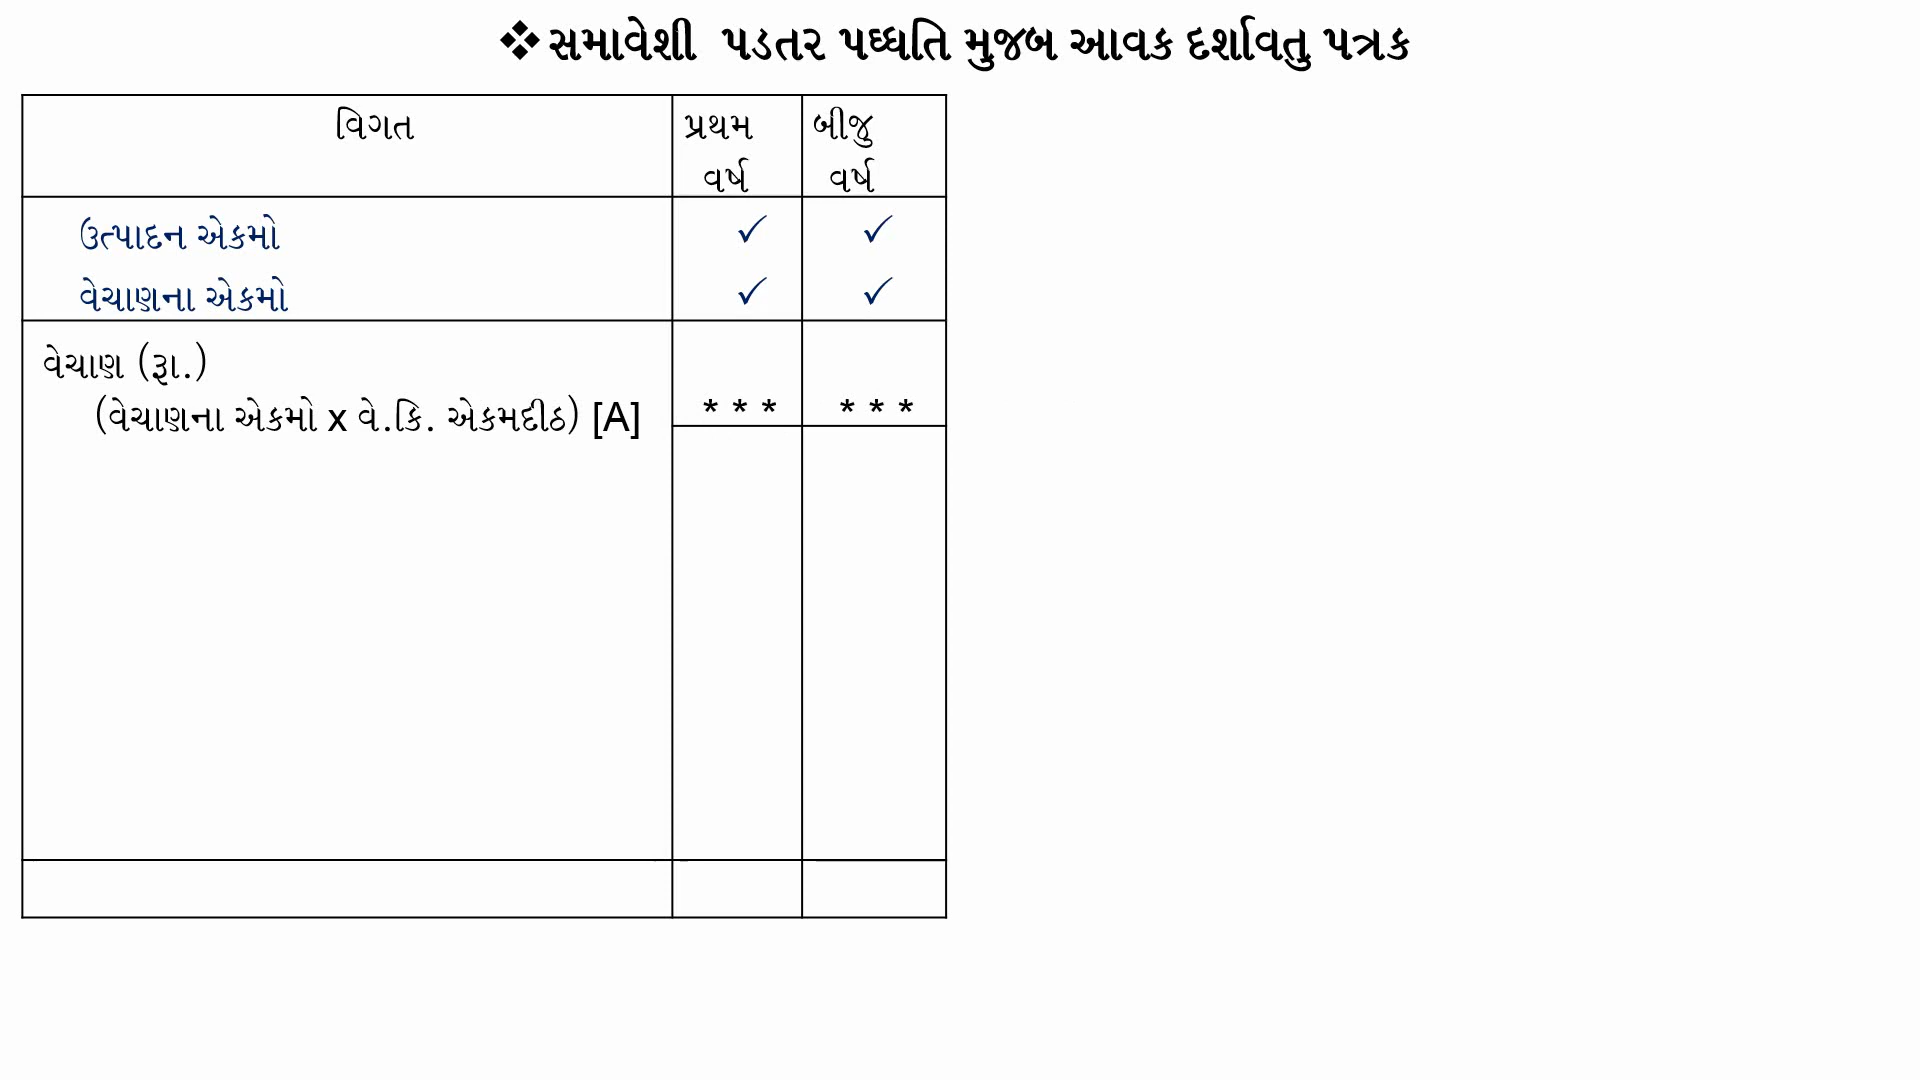 ❖ સમાવેશી પડતર પધ્ધતિ મુજબ આવક દર્શાવતુ પત્રક
વિગત પ્રથમ વર્ષ બીજુ વર્ષ
ઉત્પાદન એકમો ✓ ✓
વેચાણના એકમો ✓ ✓
વેચાણ (રૂા.)
(વેચાણના એકમો x વે.કિ. એકમદીઠ) [A] * * * * * *